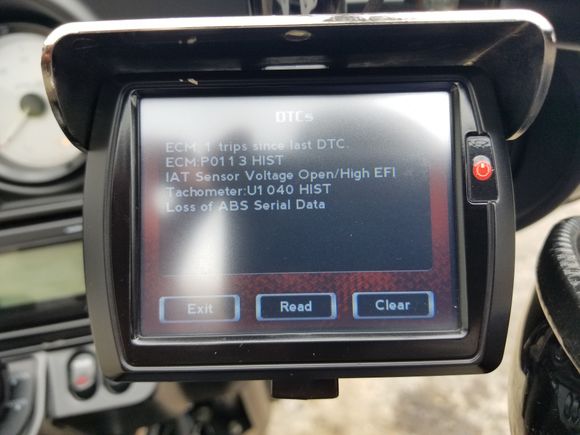 DTCs
ECM: 1 trips since last DTC.
ECM:P0113 HIST
IAT Sensor Voltage Open/High EFI
Tachometer:U1040 HIST
Loss of ABS Serial Data
Exit Read Clear